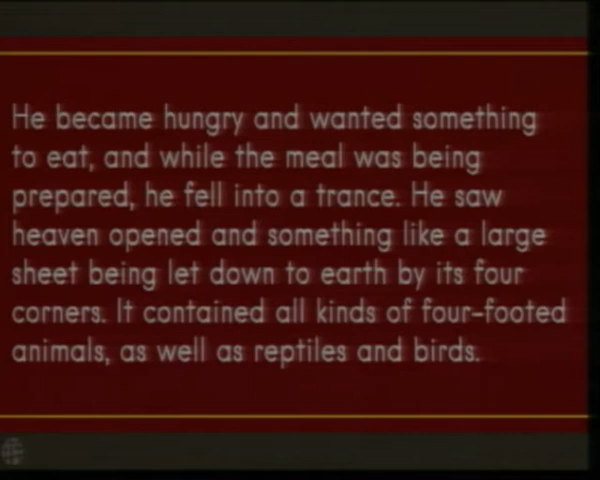 He became hungry and wanted something
to eat, and while the meal was being
prepared, he fell into a trance. He saw
heaven opened and something like a large
sheet being let down to earth by its four
corners. It contained all kinds of four-footed
animals, as well as reptiles and birds.